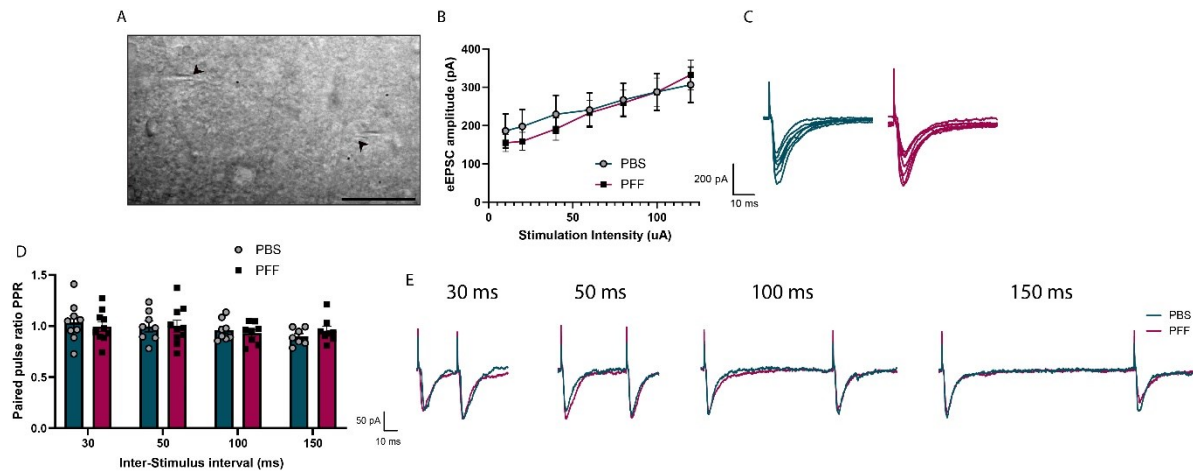 A
B
400
300
200
100
0
eEPSC amplitude (pA)
PBS
PFF
0
50
100
Stimulation Intensity (uA)
C
200 pA
10 ms
D
PBS
PFF
1.5
1.0
0.5
0.0
Paired pulse ratio PPR
30
50
100
150
Inter-Stimulus interval (ms)
50 pA
10 ms
E
30 ms
50 ms
100 ms
150 ms
PBS
PFF